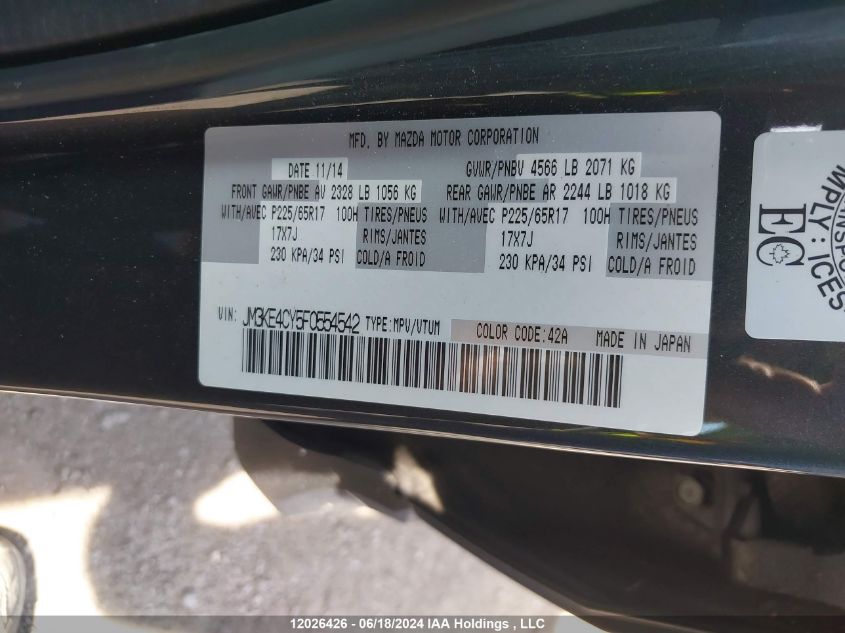 MFD. BY MAZDA MOTOR CORPORATION
DATE 11/14 GVWR/PNBV 4566 LB 2071 KG
FRONT GAWR/PNBE AV 2328 LB 1056 KG REAR GAWR/PNBE AR 2244 LB 1018 KG
WITH/AVEC P225/65R17 100H TIRES/PNEUS WITH/AVEC P225/65R17 100H TIRES/PNEUS
17X7J RIMS/JANTES 17X7J RIMS/JANTES
230 KPA/34 PSI COLD/A FROID 230 KPA/34 PSI COLD/A FROID
VIN: JM3KE4CY5F0554542 TYPE:MPV/VTUM COLOR CODE:42A MADE IN JAPAN
EC
12026426 - 06/18/2024 IAA Holdings , LLC